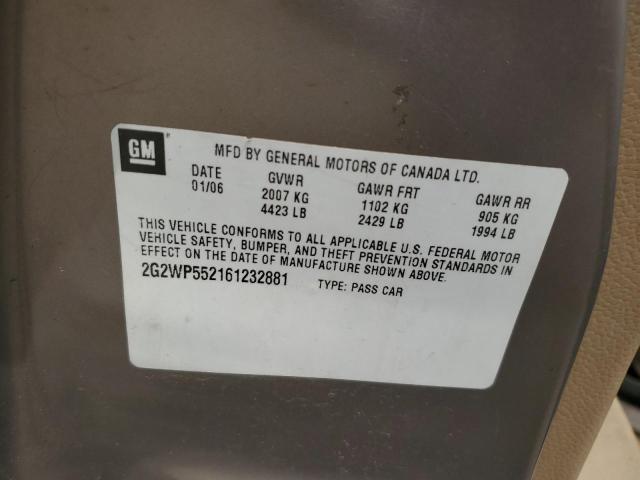 GM
MFD BY GENERAL MOTORS OF CANADA LTD.
DATE GVWR GAWR FRT GAWR RR
01/06 2007 KG 1102 KG 905 KG
4423 LB 2429 LB 1994 LB
THIS VEHICLE CONFORMS TO ALL APPLICABLE U.S. FEDERAL MOTOR
VEHICLE SAFETY, BUMPER, AND THEFT PREVENTION STANDARDS IN
EFFECT ON THE DATE OF MANUFACTURE SHOWN ABOVE.
2G2WP552161232881 TYPE: PASS CAR